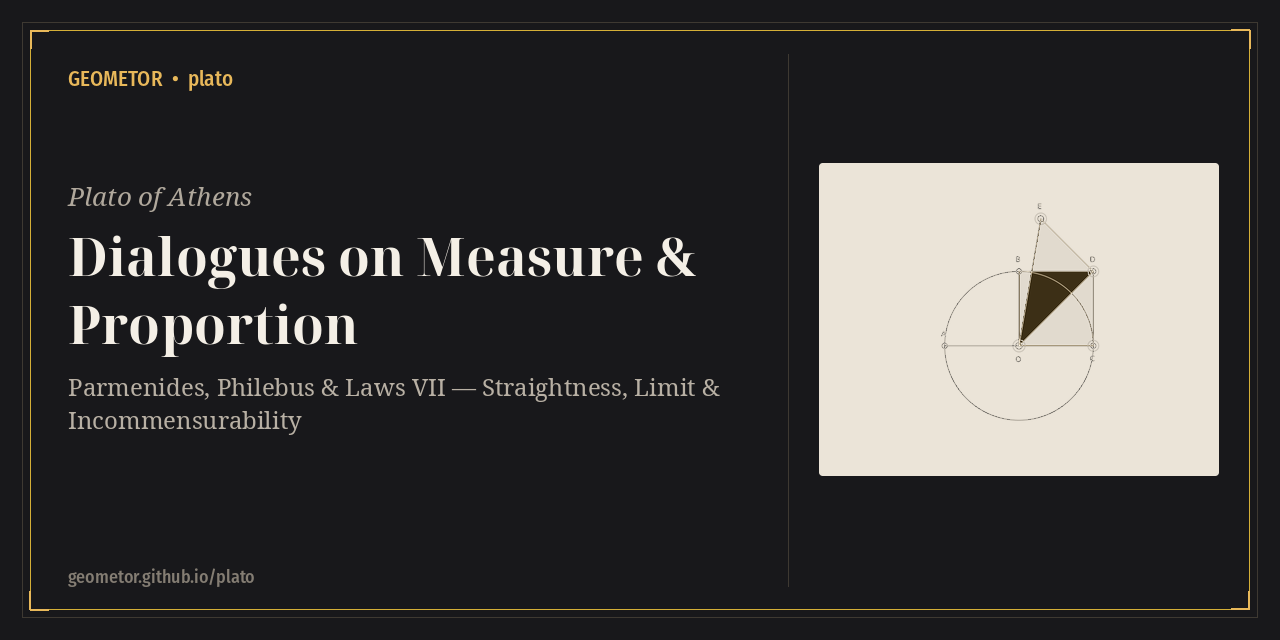 GEOMETOR • plato
Plato of Athens
Dialogues on Measure &
Proportion
Parmenides, Philebus & Laws VII — Straightness, Limit &
Incommensurability
geometor.github.io/plato
E
B
D
A
O
C